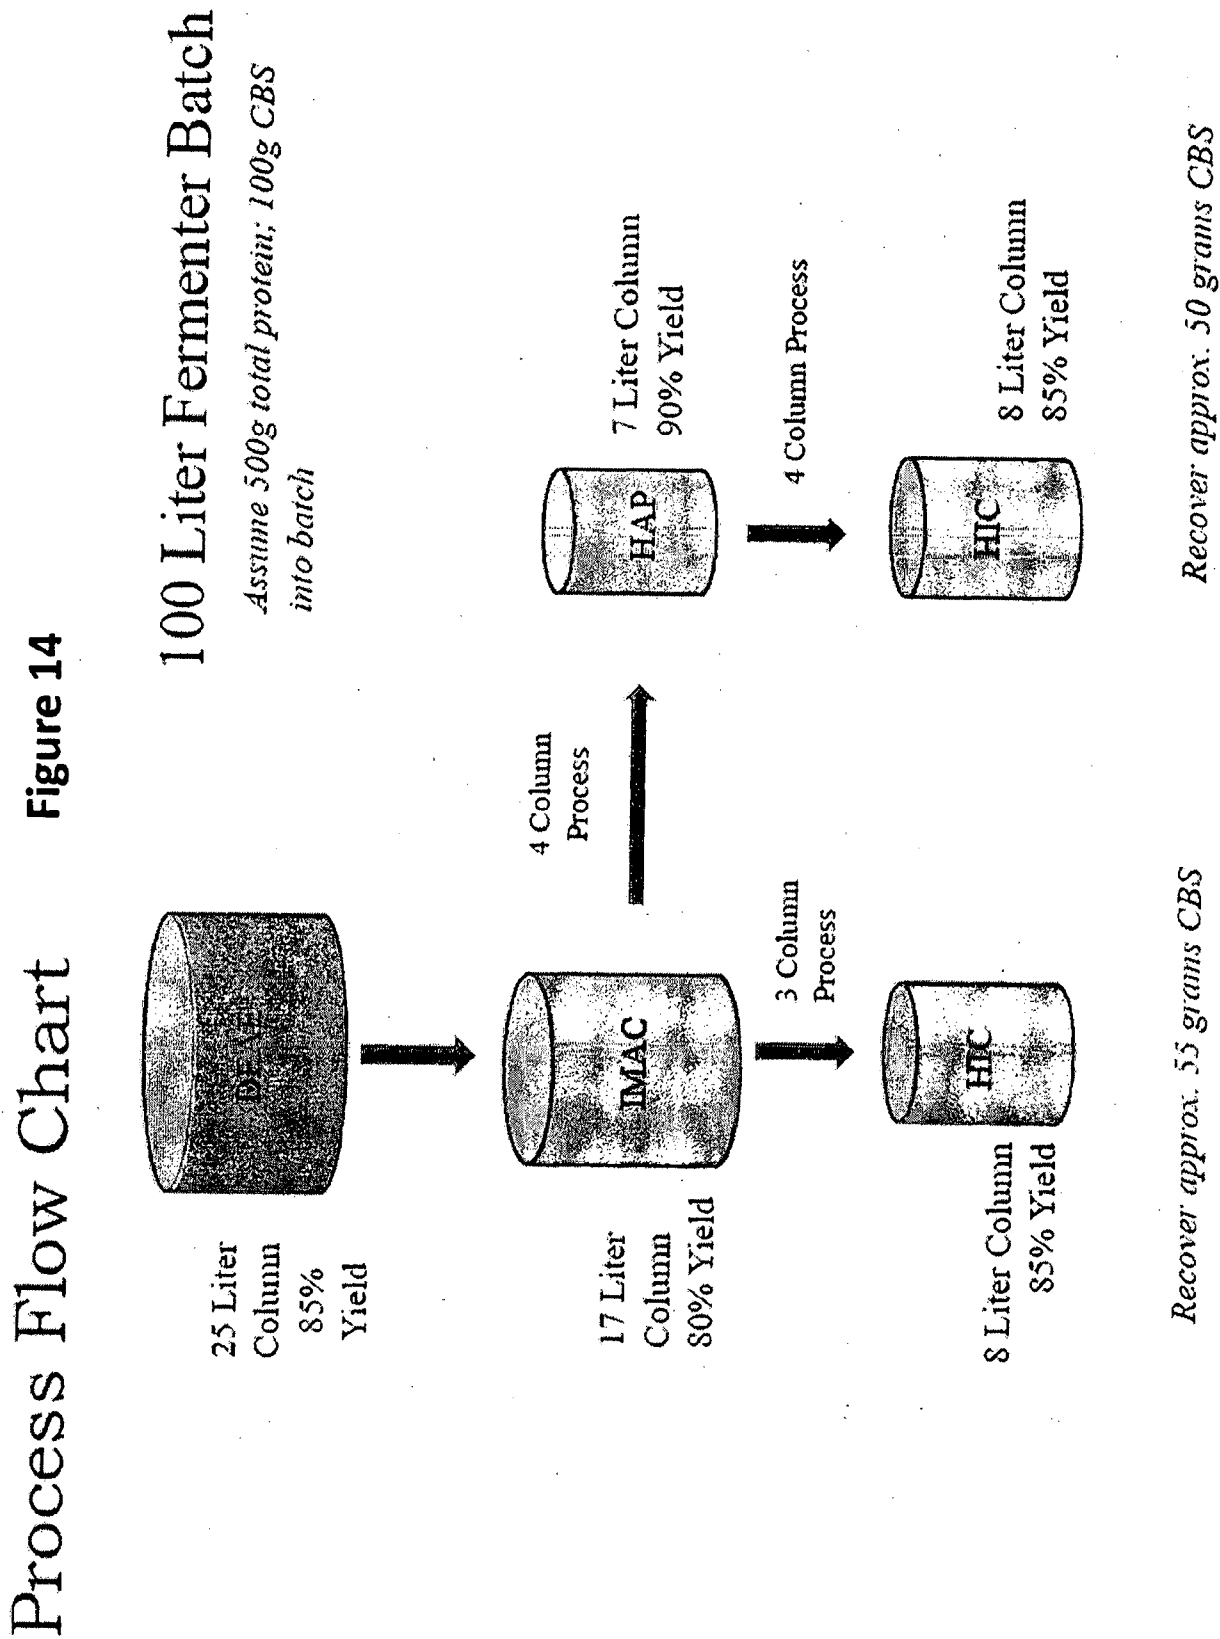 Process Flow Chart
Figure 14
100 Liter Fermenter Batch
Assume 500g total protein; 100g CBS
into batch
25 Liter
Column
85%
Yield
17 Liter
Column
80% Yield
IMAC
4 Column
Process
HAP
7 Liter Column
90% Yield
3 Column
Process
4 Column Process
8 Liter Column
85% Yield
HIC
HIC
8 Liter Column
85% Yield
Recover approx. 55 grams CBS
Recover approx. 50 grams CBS